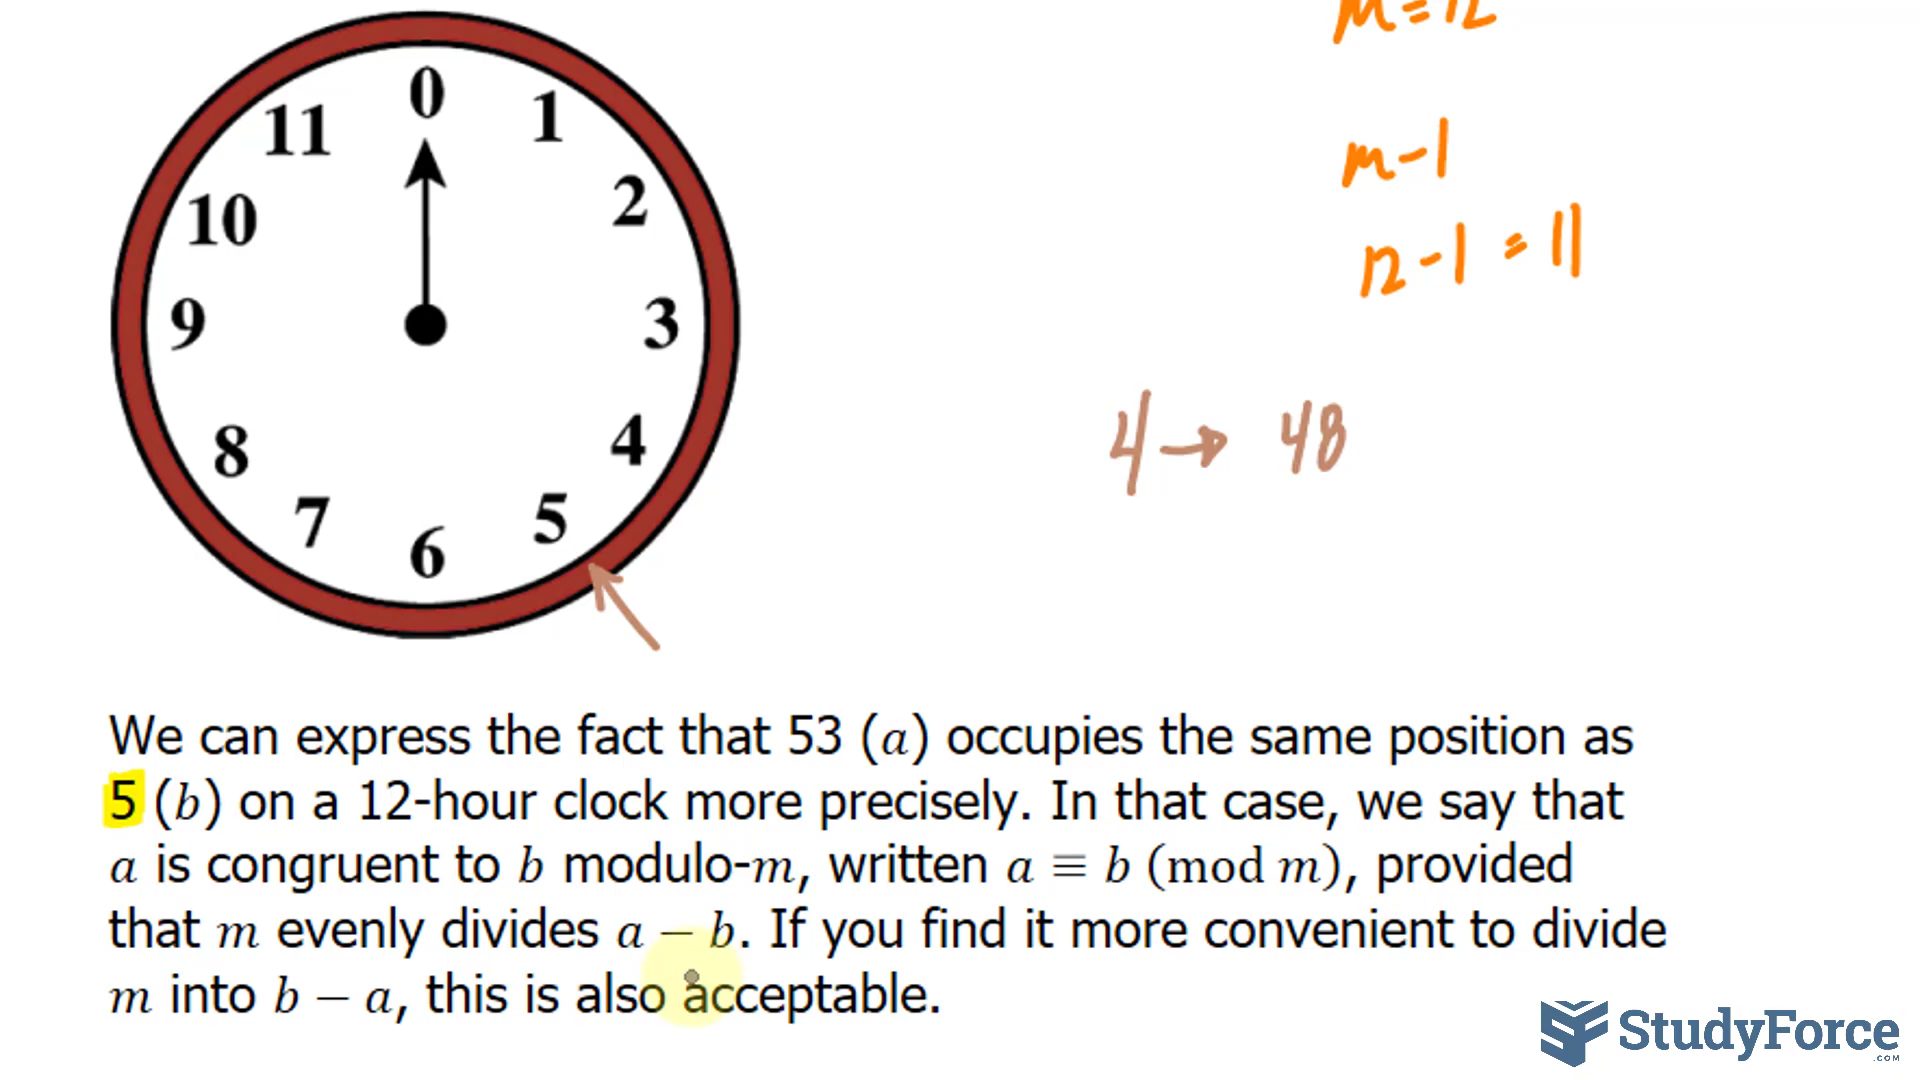 m=12
0
11
1
m-1
10
2
12-1 = 11
9
3
8
4
4 → 48
7
5
6
We can express the fact that 53 (a) occupies the same position as
5 (b) on a 12-hour clock more precisely. In that case, we say that
a is congruent to b modulo-m, written a ≡ b (mod m), provided
that m evenly divides a − b. If you find it more convenient to divide
m into b − a, this is also acceptable.
StudyForce
.COM